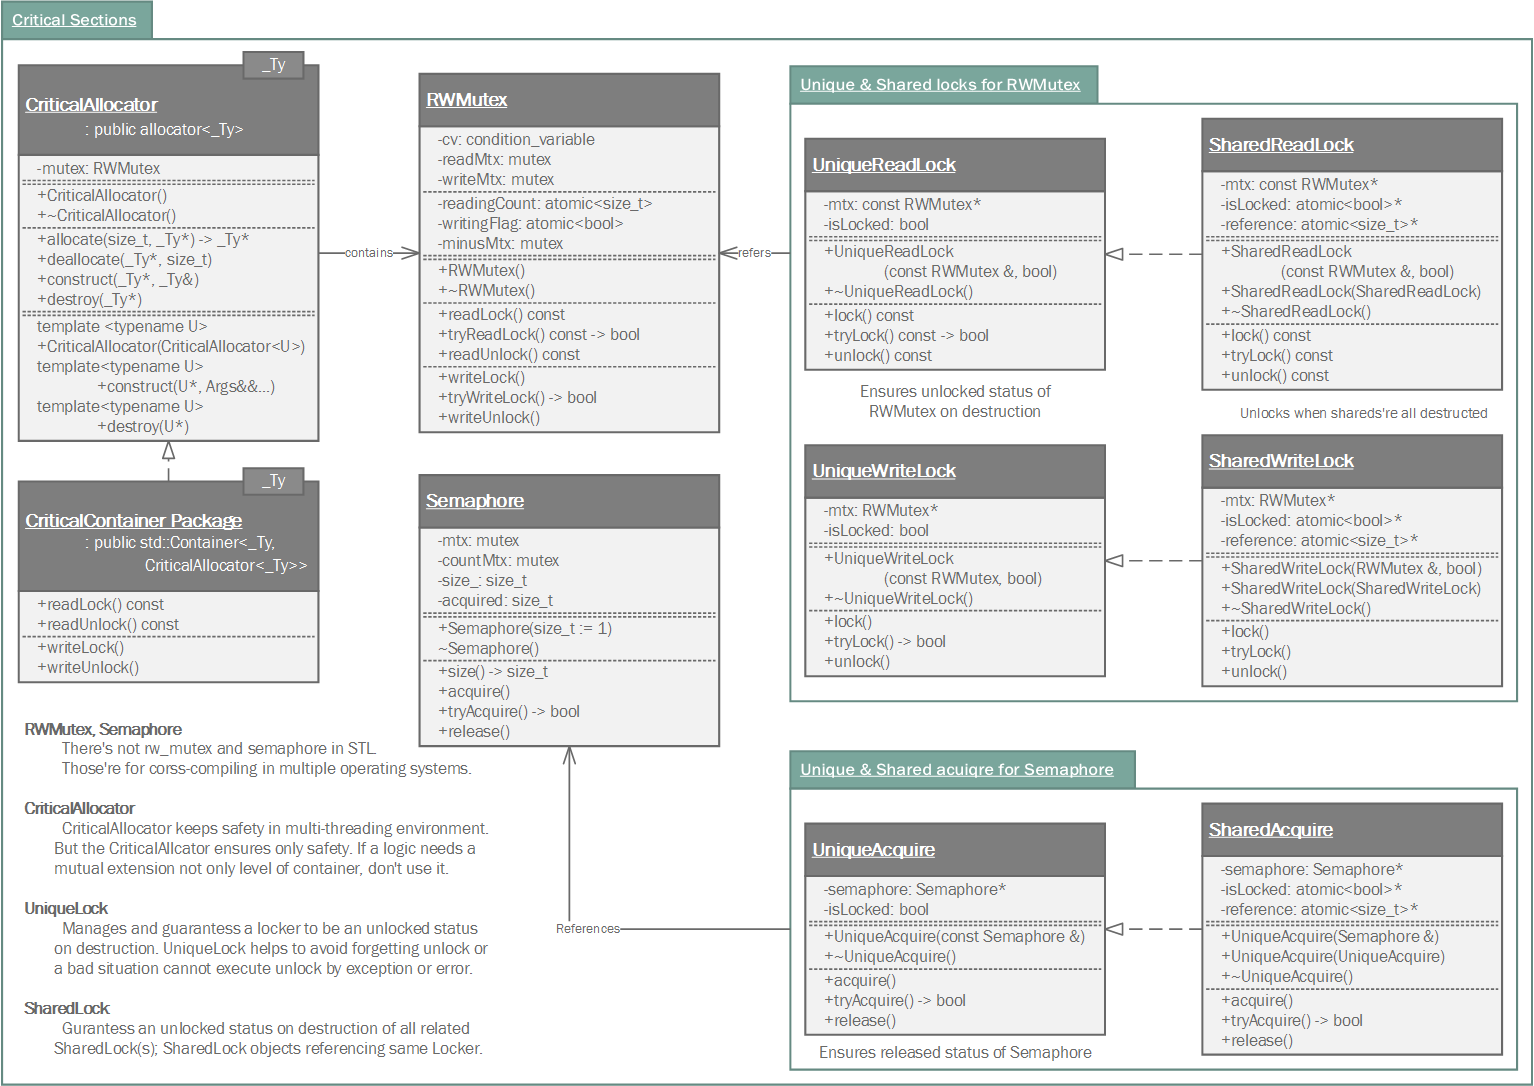 Critical Sections
_Ty
CriticalAllocator
: public allocator<_Ty>
-mutex: RWMutex
+CriticalAllocator()
+~CriticalAllocator()
+allocate(size_t, _Ty*) -> _Ty*
+deallocate(_Ty*, size_t)
+construct(_Ty*, _Ty&)
+destroy(_Ty*)
template <typename U>
+CriticalAllocator(CriticalAllocator<U>)
template<typename U>
+construct(U*, Args&&...)
template<typename U>
+destroy(U*)
_Ty
CriticalContainer Package
: public std::Container<_Ty,
CriticalAllocator<_Ty>>
+readLock() const
+readUnlock() const
+writeLock()
+writeUnlock()
contains
RWMutex
-cv: condition_variable
-readMtx: mutex
-writeMtx: mutex
-readingCount: atomic<size_t>
-writingFlag: atomic<bool>
-minusMtx: mutex
+RWMutex()
+~RWMutex()
+readLock() const
+tryReadLock() const -> bool
+readUnlock() const
+writeLock()
+tryWriteLock() -> bool
+writeUnlock()
refers
Semaphore
-mtx: mutex
-countMtx: mutex
-size_: size_t
-acquired: size_t
+Semaphore(size_t := 1)
~Semaphore()
+size() -> size_t
+acquire()
+tryAcquire() -> bool
+release()
References
Unique & Shared locks for RWMutex
UniqueReadLock
-mtx: const RWMutex*
-isLocked: bool
+UniqueReadLock
(const RWMutex &, bool)
+~UniqueReadLock()
+lock() const
+tryLock() const -> bool
+unlock() const
Ensures unlocked status of
RWMutex on destruction
SharedReadLock
-mtx: const RWMutex*
-isLocked: atomic<bool>*
-reference: atomic<size_t>*
+SharedReadLock
(const RWMutex &, bool)
+SharedReadLock(SharedReadLock)
+~SharedReadLock()
+lock() const
+tryLock() const
+unlock() const
Unlocks when shareds're all destructed
UniqueWriteLock
-mtx: RWMutex*
-isLocked: bool
+UniqueWriteLock
(const RWMutex, bool)
+~UniqueWriteLock()
+lock()
+tryLock() -> bool
+unlock()
SharedWriteLock
-mtx: RWMutex*
-isLocked: atomic<bool>*
-reference: atomic<size_t>*
+SharedWriteLock(RWMutex &, bool)
+SharedWriteLock(SharedWriteLock)
+~SharedWriteLock()
+lock()
+tryLock()
+unlock()
Unique & Shared acuiqre for Semaphore
UniqueAcquire
-semaphore: Semaphore*
-isLocked: bool
+UniqueAcquire(const Semaphore &)
+~UniqueAcquire()
+acquire()
+tryAcquire() -> bool
+release()
Ensures released status of Semaphore
SharedAcquire
-semaphore: Semaphore*
-isLocked: atomic<bool>*
-reference: atomic<size_t>*
+UniqueAcquire(Semaphore &)
+UniqueAcquire(UniqueAcquire)
+~UniqueAcquire()
+acquire()
+tryAcquire() -> bool
+release()
RWMutex, Semaphore
There's not rw_mutex and semaphore in STL
Those're for corss-compiling in multiple operating systems.
CriticalAllocator
CriticalAllocator keeps safety in multi-threading environment.
But the CriticalAllcator ensures only safety. If a logic needs a
mutual extension not only level of container, don't use it.
UniqueLock
Manages and guarantess a locker to be an unlocked status
on destruction. UniqueLock helps to avoid forgetting unlock or
a bad situation cannot execute unlock by exception or error.
SharedLock
Gurantess an unlocked status on destruction of all related
SharedLock(s); SharedLock objects referencing same Locker.